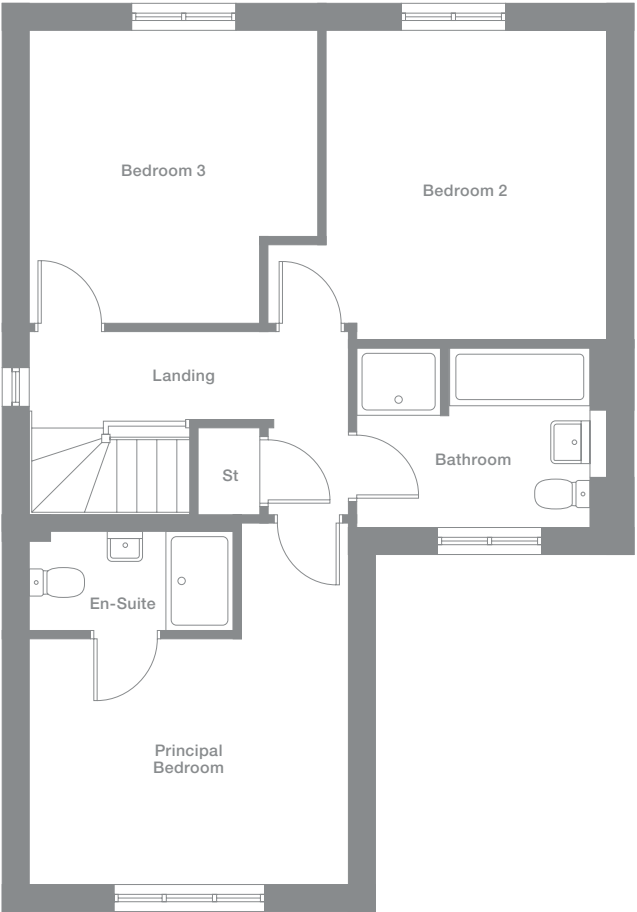 Bedroom 3
Bedroom 2
Landing
St
Bathroom
En-Suite
Principal
Bedroom